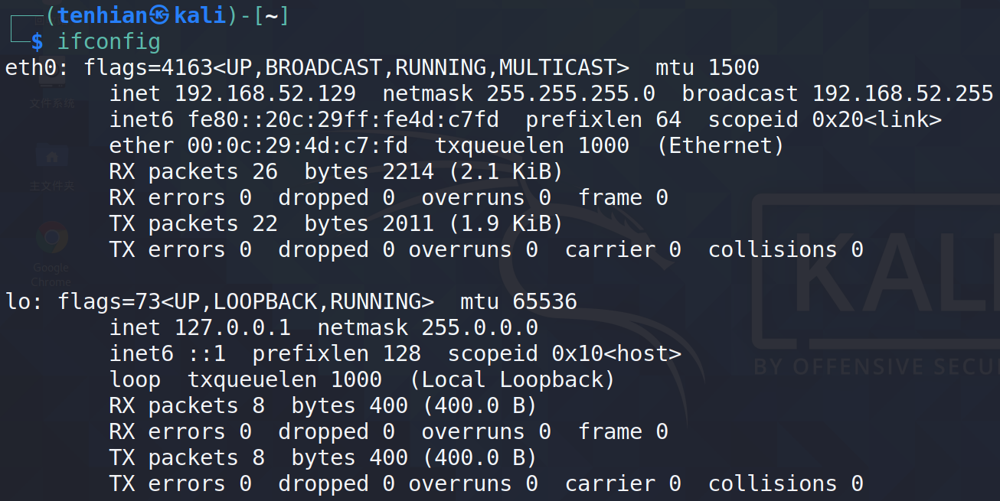 (tenhian㉿kali)-[~]
$ ifconfig
eth0: flags=4163<UP,BROADCAST,RUNNING,MULTICAST>  mtu 1500
        inet 192.168.52.129  netmask 255.255.255.0  broadcast 192.168.52.255
        inet6 fe80::20c:29ff:fe4d:c7fd  prefixlen 64  scopeid 0x20<link>
        ether 00:0c:29:4d:c7:fd  txqueuelen 1000  (Ethernet)
        RX packets 26  bytes 2214 (2.1 KiB)
        RX errors 0  dropped 0  overruns 0  frame 0
        TX packets 22  bytes 2011 (1.9 KiB)
        TX errors 0  dropped 0 overruns 0  carrier 0  collisions 0
lo: flags=73<UP,LOOPBACK,RUNNING>  mtu 65536
        inet 127.0.0.1  netmask 255.0.0.0
        inet6 ::1  prefixlen 128  scopeid 0x10<host>
        loop  txqueuelen 1000  (Local Loopback)
        RX packets 8  bytes 400 (400.0 B)
        RX errors 0  dropped 0  overruns 0  frame 0
        TX packets 8  bytes 400 (400.0 B)
        TX errors 0  dropped 0 overruns 0  carrier 0  collisions 0
文件系统
主文件夹
Google
Chrome
KALI
BY OFFENSIVE SECU